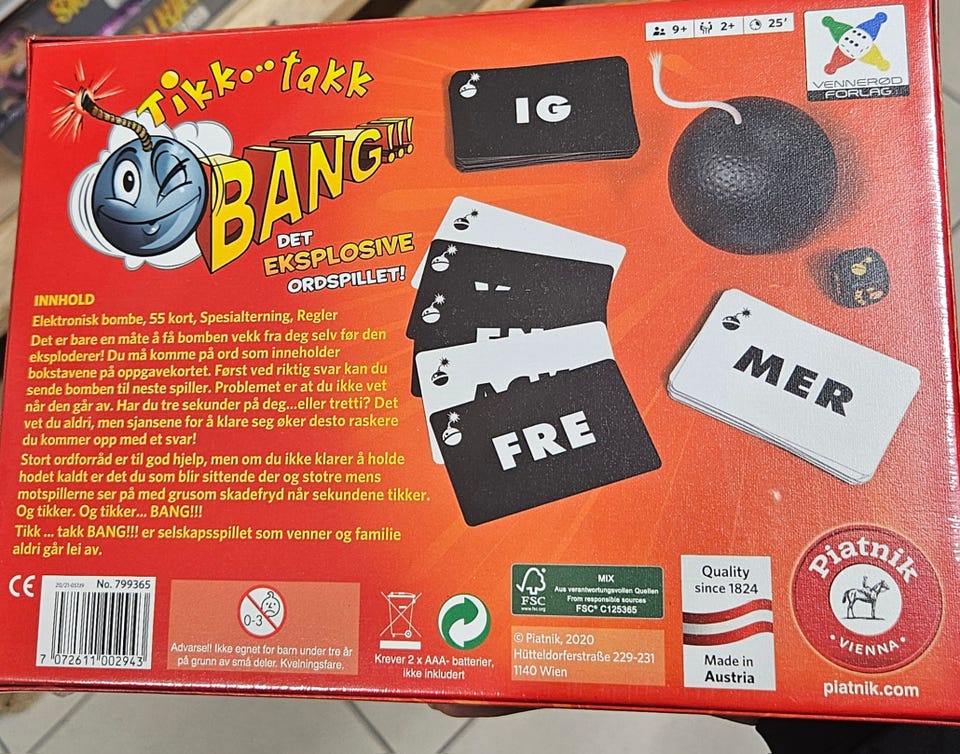 9+ 2+ 25'
VENNERØD
FORLAG
Tikk... takk
BANG!!!
DET
EKSPLOSIVE
ORDSPILLET!
IG
EN
FRE
MER
INNHOLD
Elektronisk bombe, 55 kort, Spesialterning, Regler
Det er bare en måte å få bomben vekk fra deg selv før den
eksploderer! Du må komme på ord som inneholder
bokstavene på oppgavekortet. Først ved riktig svar kan du
sende bomben til neste spiller. Problemet er at du ikke vet
når den går av. Har du tre sekunder på deg...eller tretti? Det
vet du aldri, men sjansene for å klare seg øker desto raskere
du kommer opp med et svar!
Stort ordforråd er til god hjelp, men om du ikke klarer å holde
hodet kaldt er det du som blir sittende der og stotre mens
motspillerne ser på med grusom skadefryd når sekundene tikker.
Og tikker. Og tikker... BANG!!!
Tikk ... takk BANG!!! er selskapsspillet som venner og familie
aldri går lei av.
CE
No. 799365
7 072611 002943
0-3
Advarsel! Ikke egnet for barn under tre år
på grunn av små deler. Kvelningsfare.
Krever 2 x AAA- batterier,
ikke inkludert
FSC
www.fsc.org
MIX
Aus verantwortungsvollen Quellen
From responsible sources
FSC® C125365
© Piatnik, 2020
Hütteldorferstraße 229-231
1140 Wien
Quality
since 1824
Made in
Austria
Piatnik
• VIENNA •
piatnik.com